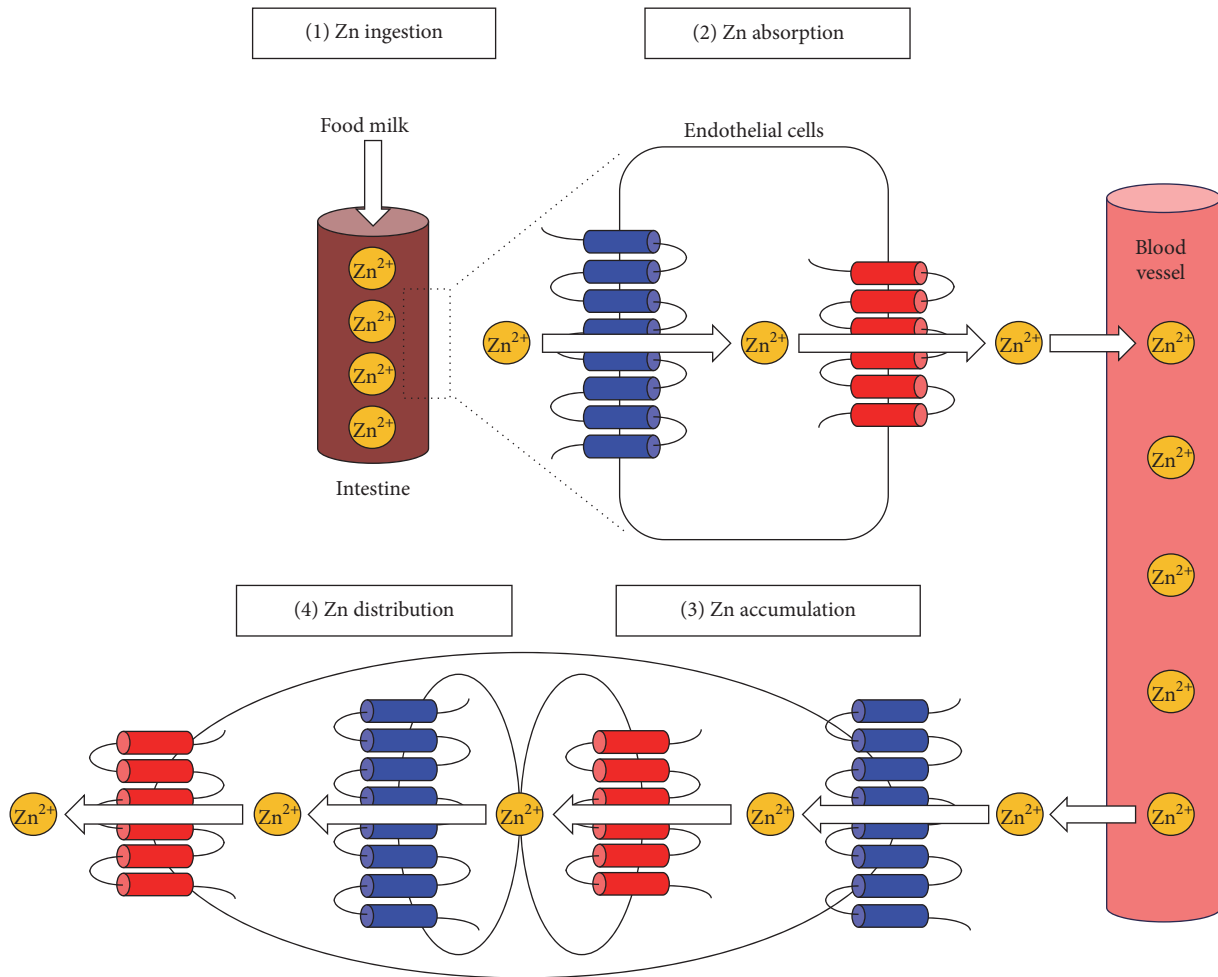 (1) Zn ingestion
(2) Zn absorption
Food milk
Endothelial cells
Zn²⁺
Zn²⁺
Zn²⁺
Zn²⁺
Intestine
Zn²⁺
Zn²⁺
Zn²⁺
Blood
vessel
Zn²⁺
Zn²⁺
Zn²⁺
Zn²⁺
Zn²⁺
(4) Zn distribution
(3) Zn accumulation
Zn²⁺
Zn²⁺
Zn²⁺
Zn²⁺
Zn²⁺